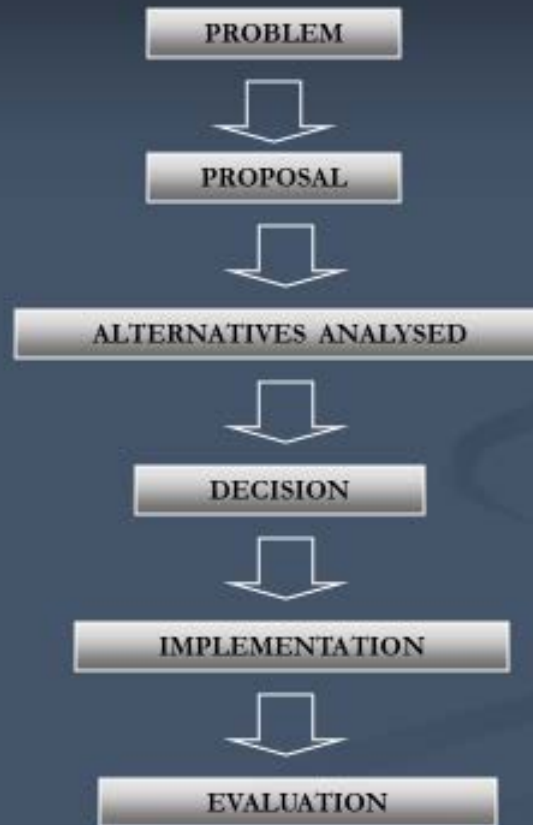 PROBLEM
PROPOSAL
ALTERNATIVES ANALYSED
DECISION
IMPLEMENTATION
EVALUATION